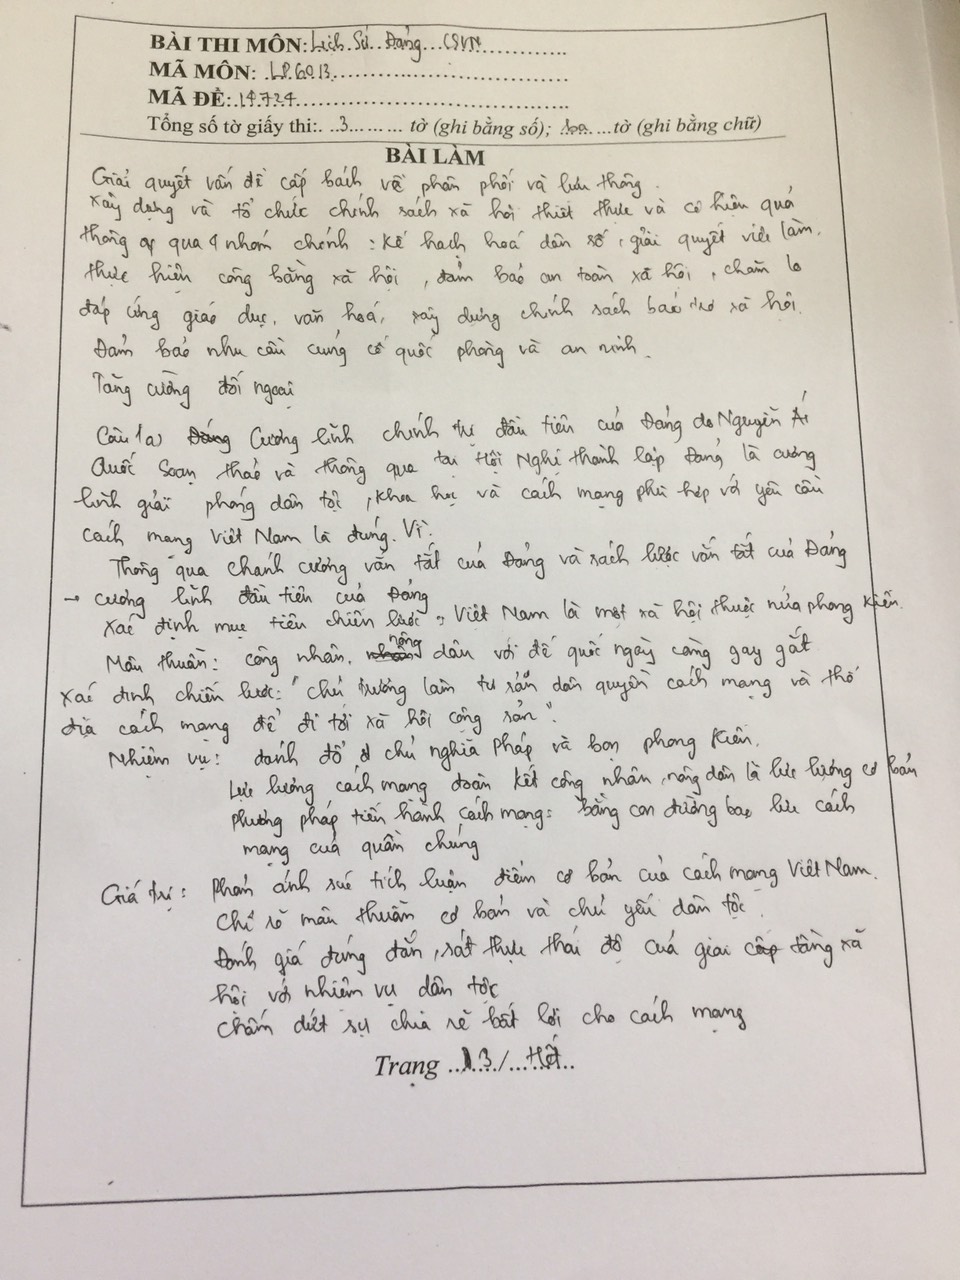 BÀI THI MÔN: Lịch Sử Đảng CSVN
MÃ MÔN: LP6013
MÃ ĐỀ: 14724
Tổng số tờ giấy thi: 3 tờ (ghi bằng số); tờ (ghi bằng chữ)
BÀI LÀM
Giải quyết vấn đề cấp bách về phân phối và lưu thông.
Xây dựng và tổ chức chính sách xã hội thiết thực và có hiệu quả
thông qua 4 nhóm chính: Kế hoạch hoá dân số, giải quyết việc làm,
thực hiện công bằng xã hội, đảm bảo an toàn xã hội, chăm lo
đáp ứng giáo dục, văn hoá, xây dựng chính sách bảo trợ xã hội.
Đảm bảo nhu cầu củng cố quốc phòng và an ninh.
Tăng cường đối ngoại
Câu 1a) Cương lĩnh chính trị đầu tiên của Đảng do Nguyễn Ái
Quốc Soạn thảo và thông qua tại Hội Nghị thành lập Đảng là cương
lĩnh giải phóng dân tộc, khoa học và cách mạng phù hợp với yêu cầu
cách mạng Việt Nam là đúng. Vì:
Thông qua chánh cương vắn tắt của Đảng và sách lược vắn tắt của Đảng
→ cương lĩnh đầu tiên của Đảng
Xác định mục tiêu chiến lược: Việt Nam là một xã hội thuộc nửa phong kiến.
Mâu thuẫn: công nhân, nông dân với đế quốc ngày càng gay gắt
Xác định chiến lược: "chủ trương làm tư sản dân quyền cách mạng và thổ
địa cách mạng để đi tới xã hội cộng sản".
Nhiệm vụ: đánh đổ chủ nghĩa Pháp và bọn phong kiến.
Lực lượng cách mạng đoàn kết công nhân, nông dân là lực lượng cơ bản
Phương pháp tiến hành cách mạng: bằng con đường bạo lực cách
mạng của quần chúng
Giá trị: Phản ánh súc tích luận điểm cơ bản của cách mạng Việt Nam.
Chỉ rõ mâu thuẫn cơ bản và chủ yếu dân tộc.
Đánh giá đúng đắn, sát thực thái độ của giai cấp tầng xã
hội với nhiệm vụ dân tộc
Chấm dứt sự chia rẽ bất lợi cho cách mạng
Trang 3/ Hết